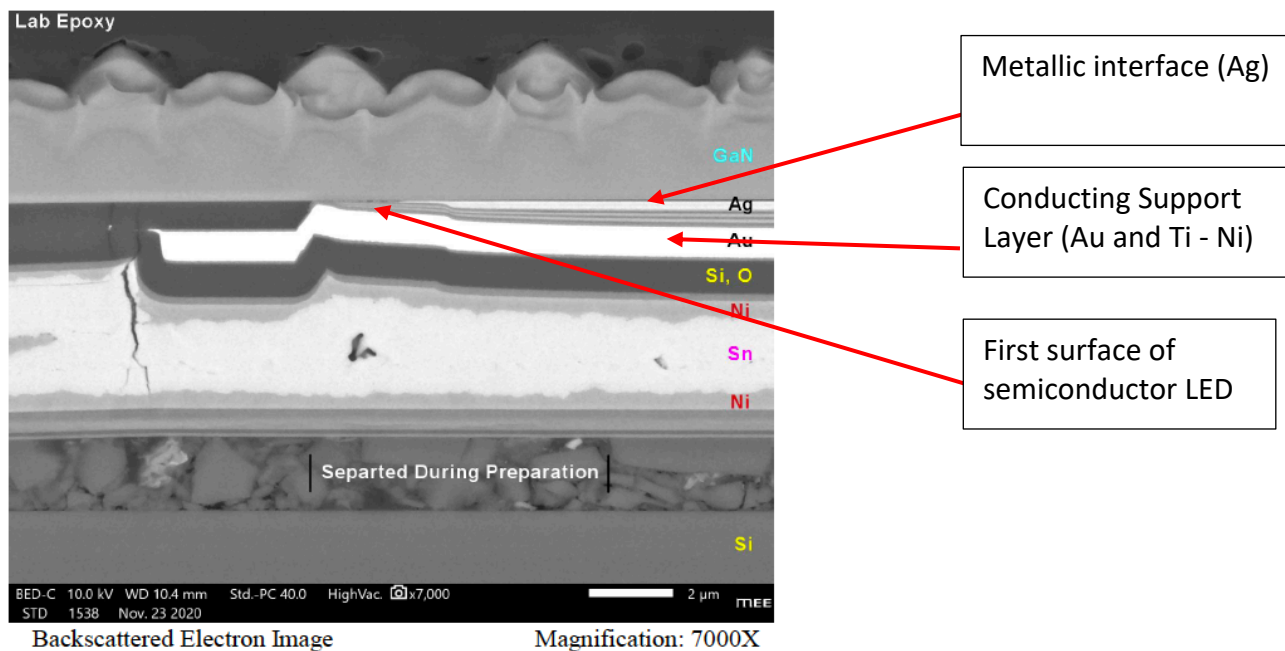 Lab Epoxy
Metallic interface (Ag)
GaN
Ag
Conducting Support
Layer (Au and Ti - Ni)
Au
Si, O
Ni
First surface of
semiconductor LED
Sn
Ni
Separted During Preparation
Si
BED-C 10.0 kV WD 10.4 mm Std.-PC 40.0 HighVac. x7,000 2 μm mee
STD 1538 Nov. 23 2020
Backscattered Electron Image Magnification: 7000X